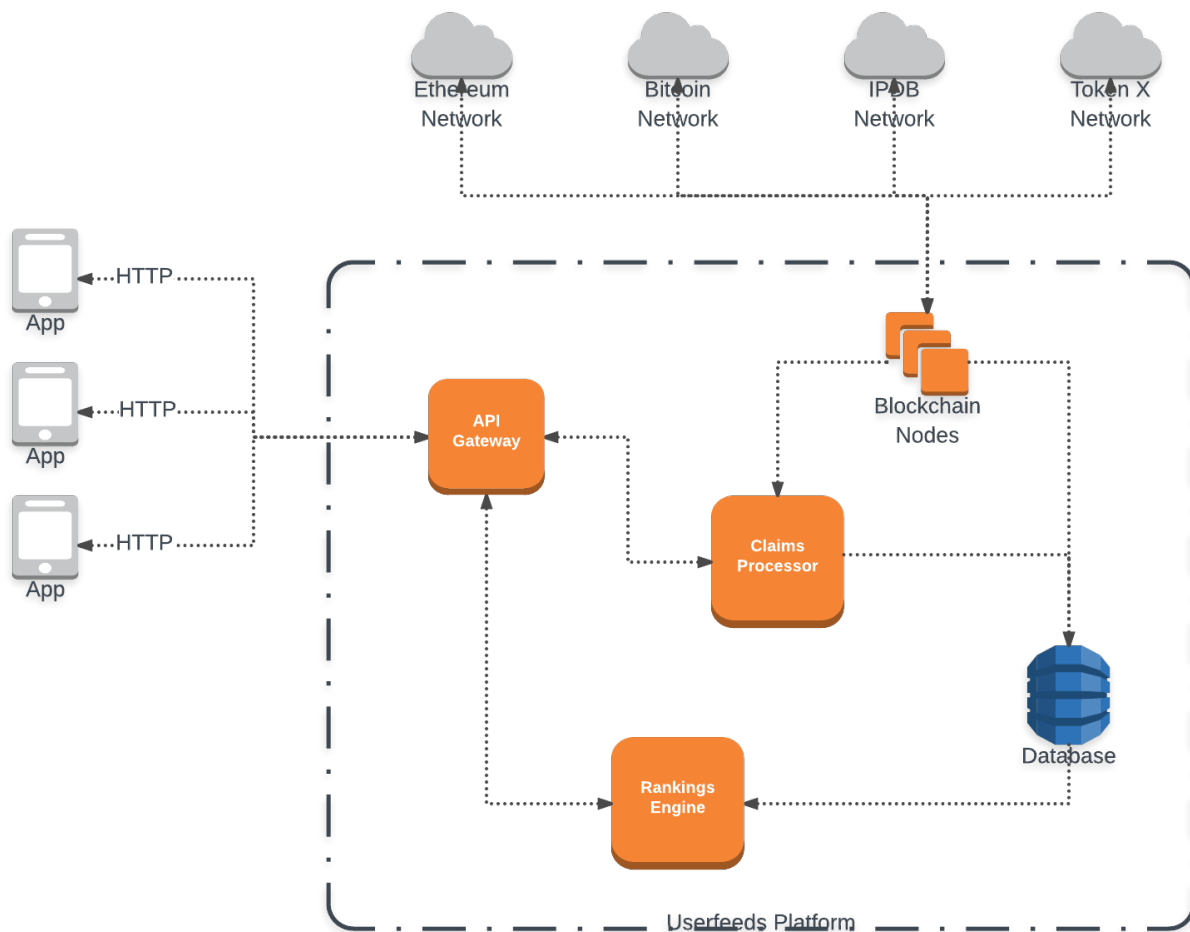 Ethereum
Network
Bitcoin
Network
IPDB
Network
Token X
Network
HTTP
App
HTTP
App
HTTP
App
API
Gateway
Blockchain
Nodes
Claims
Processor
Database
Rankings
Engine
Userfeeds Platform